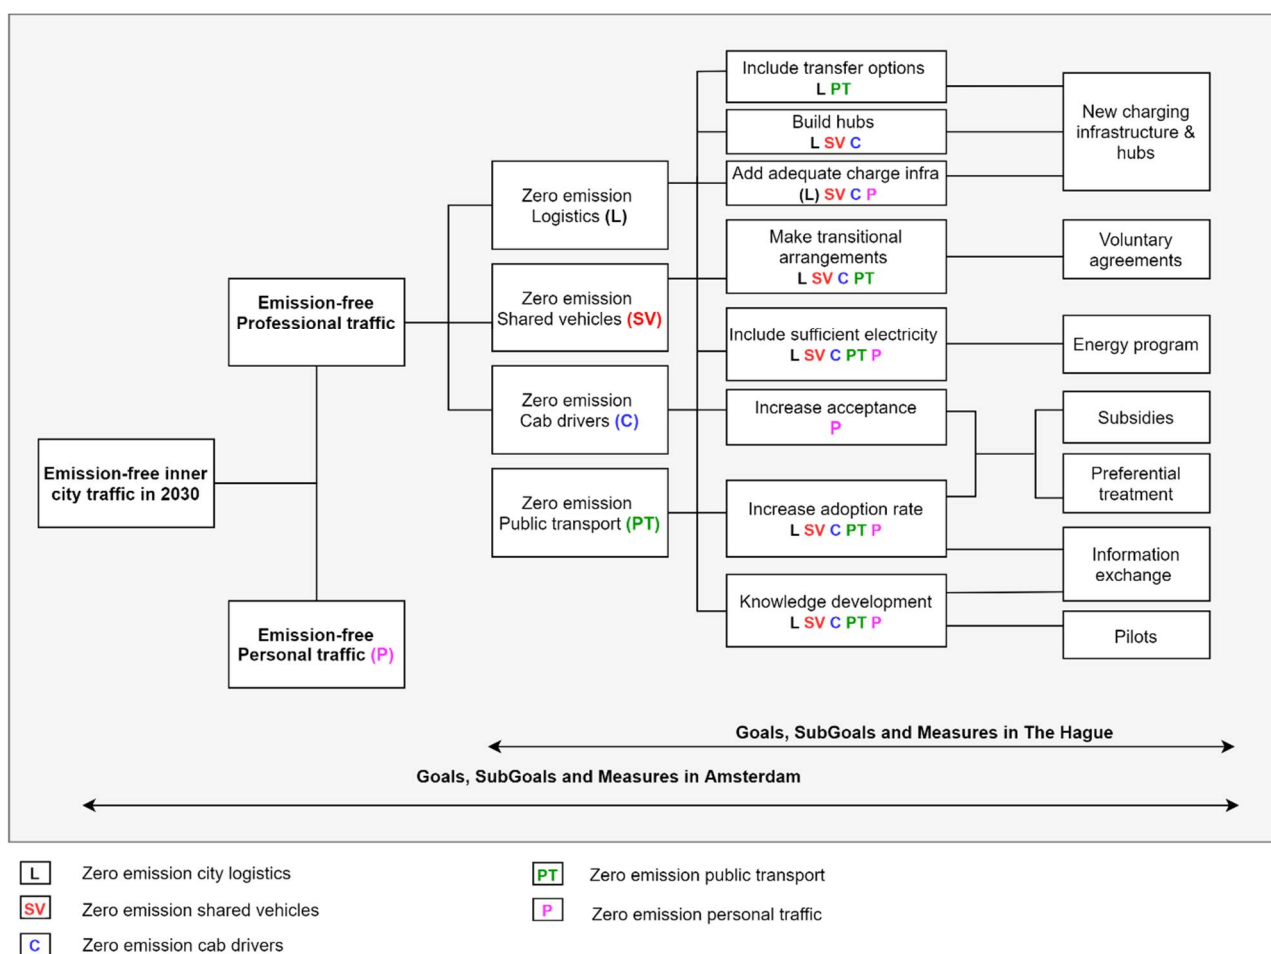 Include transfer options
L PT
Build hubs
L SV C
Add adequate charge infra
(L) SV C P
Make transitional
arrangements
L SV C PT
Include sufficient electricity
L SV C PT P
Increase acceptance
P
Increase adoption rate
L SV C PT P
Knowledge development
L SV C PT P
New charging
infrastructure &
hubs
Voluntary
agreements
Energy program
Subsidies
Preferential
treatment
Information
exchange
Pilots
Zero emission
Logistics (L)
Zero emission
Shared vehicles (SV)
Zero emission
Cab drivers (C)
Zero emission
Public transport (PT)
Emission-free
Professional traffic
Emission-free inner
city traffic in 2030
Emission-free
Personal traffic (P)
Goals, SubGoals and Measures in The Hague
Goals, SubGoals and Measures in Amsterdam
L Zero emission city logistics
SV Zero emission shared vehicles
C Zero emission cab drivers
PT Zero emission public transport
P Zero emission personal traffic